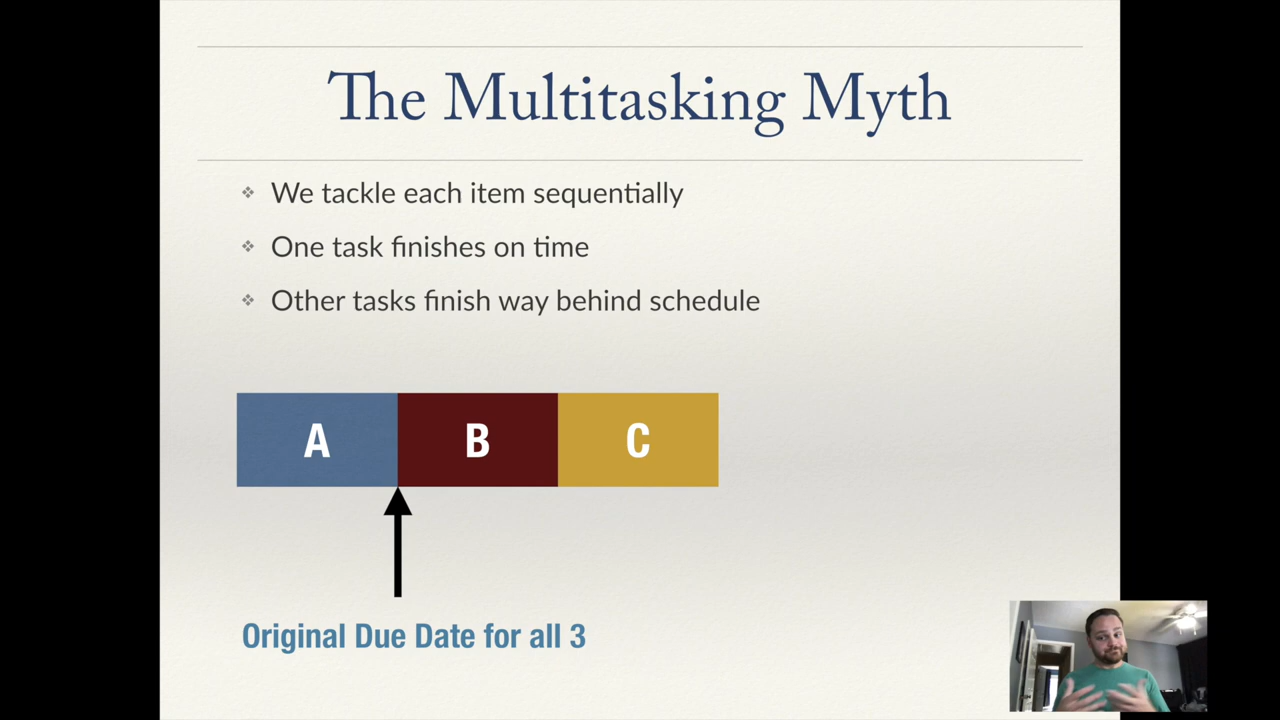 The Multitasking Myth
We tackle each item sequentially
One task finishes on time
Other tasks finish way behind schedule
A B C
Original Due Date for all 3